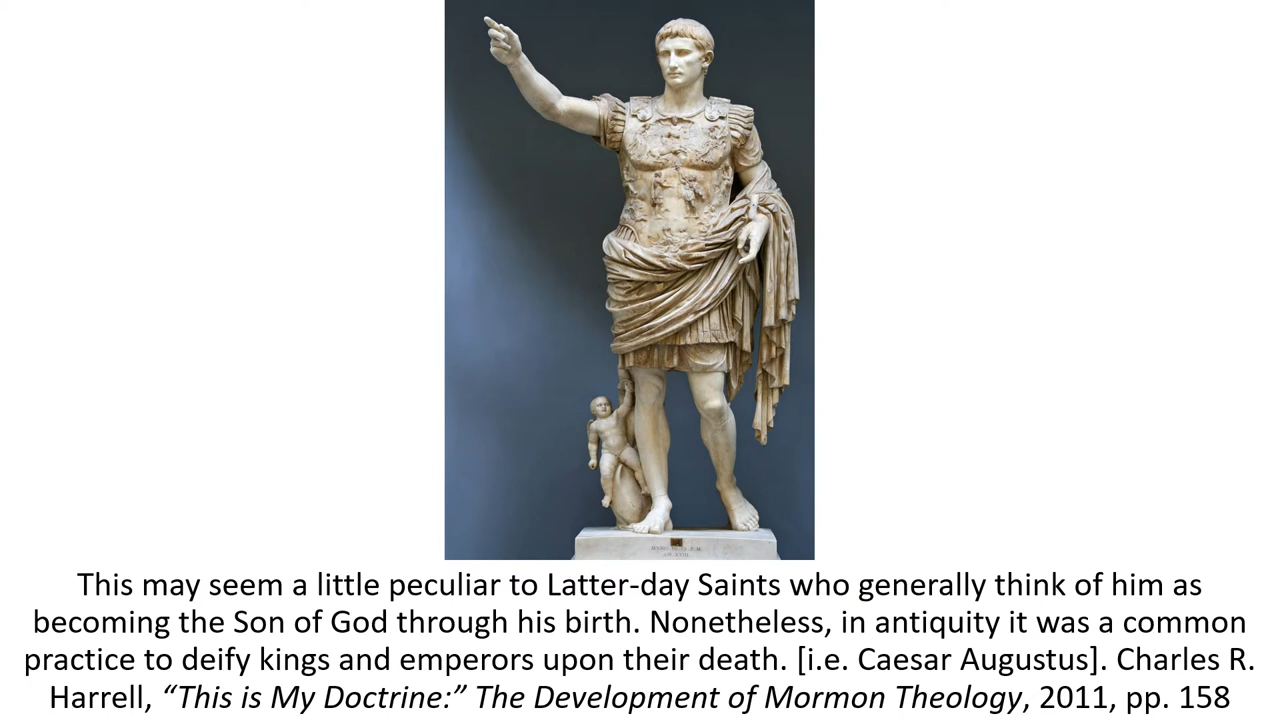 This may seem a little peculiar to Latter-day Saints who generally think of him as
becoming the Son of God through his birth. Nonetheless, in antiquity it was a common
practice to deify kings and emperors upon their death. [i.e. Caesar Augustus]. Charles R.
Harrell, “This is My Doctrine:” The Development of Mormon Theology, 2011, pp. 158